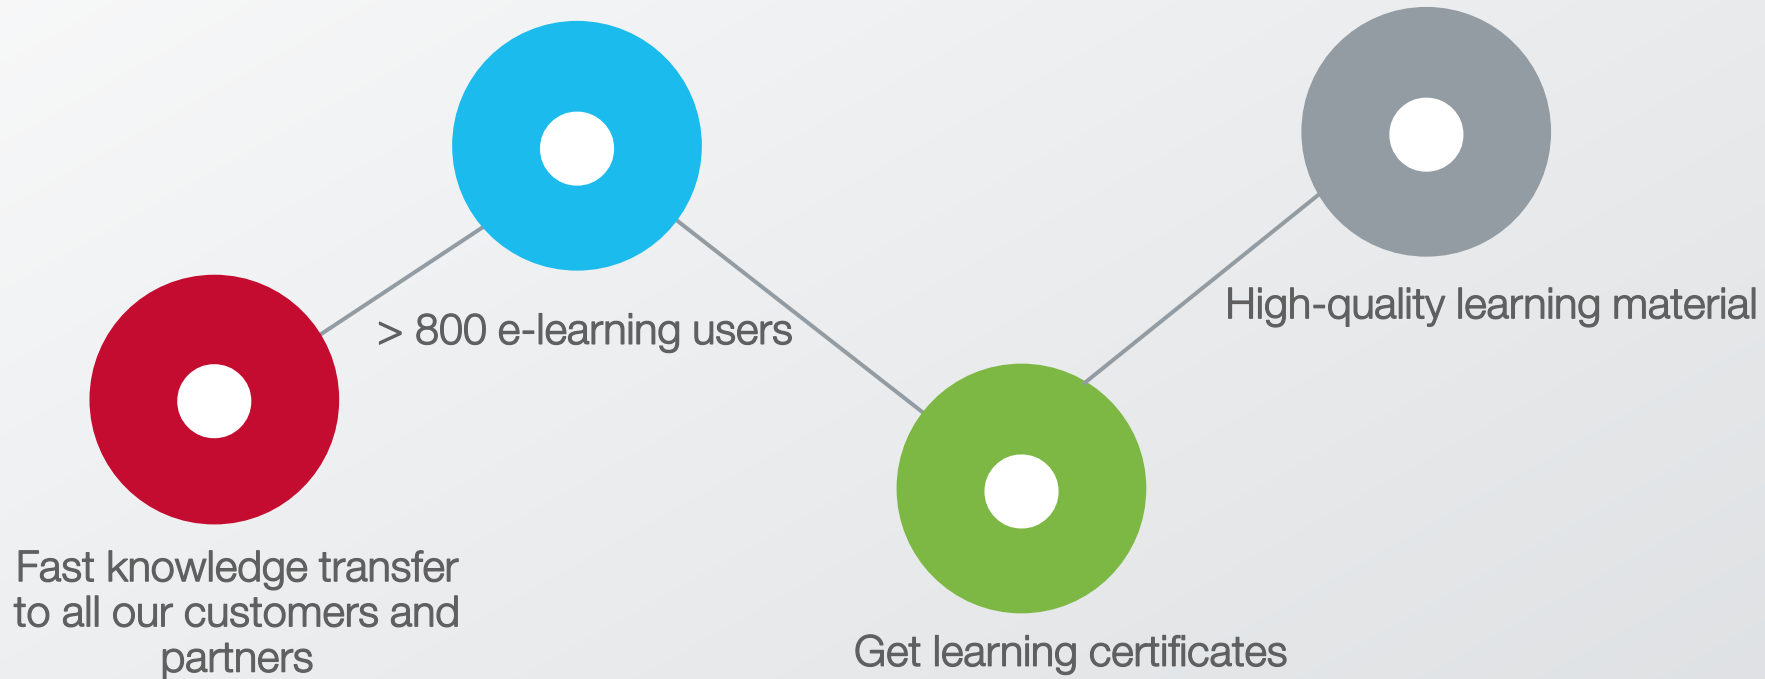 > 800 e-learning users
High-quality learning material
Fast knowledge transfer
to all our customers and
partners
Get learning certificates